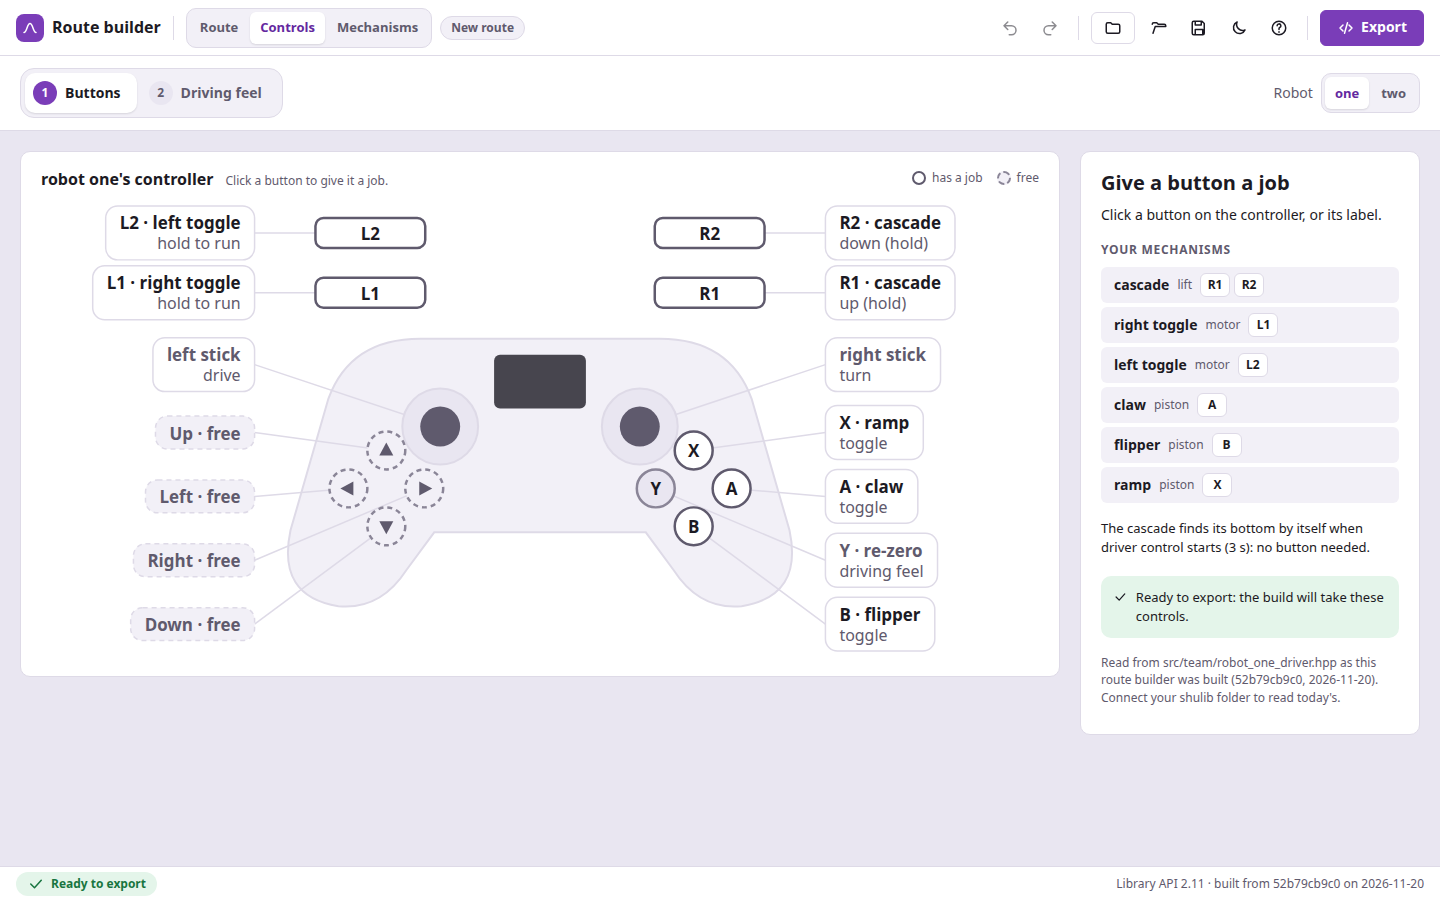 Route builder
Route
Controls
Mechanisms
New route
Export
1 Buttons
2 Driving feel
Robot
one
two
robot one's controller
Click a button to give it a job.
has a job
free
L2 · left toggle
hold to run
L2
R2
R2 · cascade
down (hold)
L1 · right toggle
hold to run
L1
R1
R1 · cascade
up (hold)
left stick
drive
right stick
turn
Up · free
X
X · ramp
toggle
Left · free
Y
A
A · claw
toggle
Right · free
B
Y · re-zero
driving feel
Down · free
B · flipper
toggle
Give a button a job
Click a button on the controller, or its label.
YOUR MECHANISMS
cascade lift R1 R2
right toggle motor L1
left toggle motor L2
claw piston A
flipper piston B
ramp piston X
The cascade finds its bottom by itself when
driver control starts (3 s): no button needed.
Ready to export: the build will take these
controls.
Read from src/team/robot_one_driver.hpp as this
route builder was built (52b79cb9c0, 2026-11-20).
Connect your shulib folder to read today's.
Ready to export
Library API 2.11 · built from 52b79cb9c0 on 2026-11-20